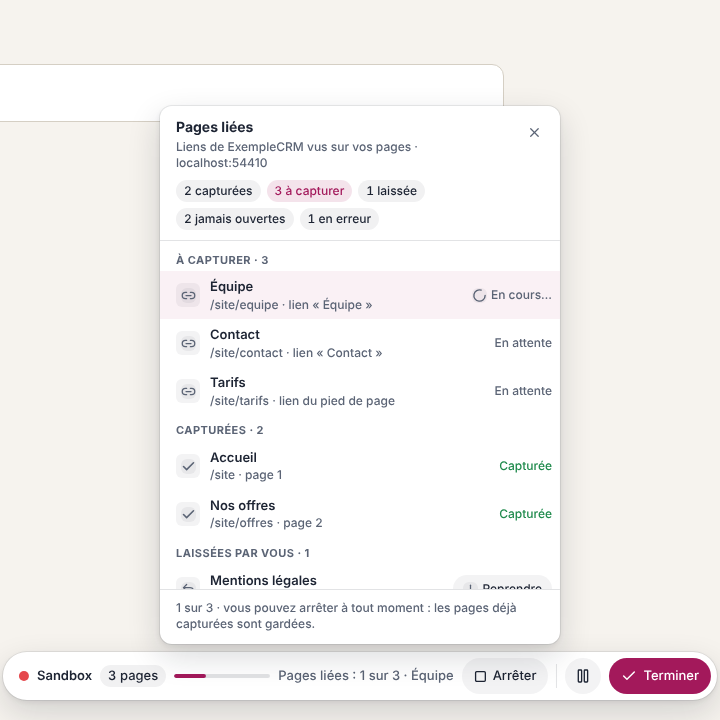 Pages liées
Liens de ExempleCRM vus sur vos pages ·
localhost:54410
2 capturées
3 à capturer
1 laissée
2 jamais ouvertes
1 en erreur
À CAPTURER · 3
Équipe
/site/equipe · lien « Équipe »
En cours...
Contact
/site/contact · lien « Contact »
En attente
Tarifs
/site/tarifs · lien du pied de page
En attente
CAPTURÉES · 2
Accueil
/site · page 1
Capturée
Nos offres
/site/offres · page 2
Capturée
LAISSÉES PAR VOUS · 1
Mentions légales
Reprendre
1 sur 3 · vous pouvez arrêter à tout moment : les pages déjà
capturées sont gardées.
Sandbox
3 pages
Pages liées : 1 sur 3 · Équipe
Arrêter
Terminer